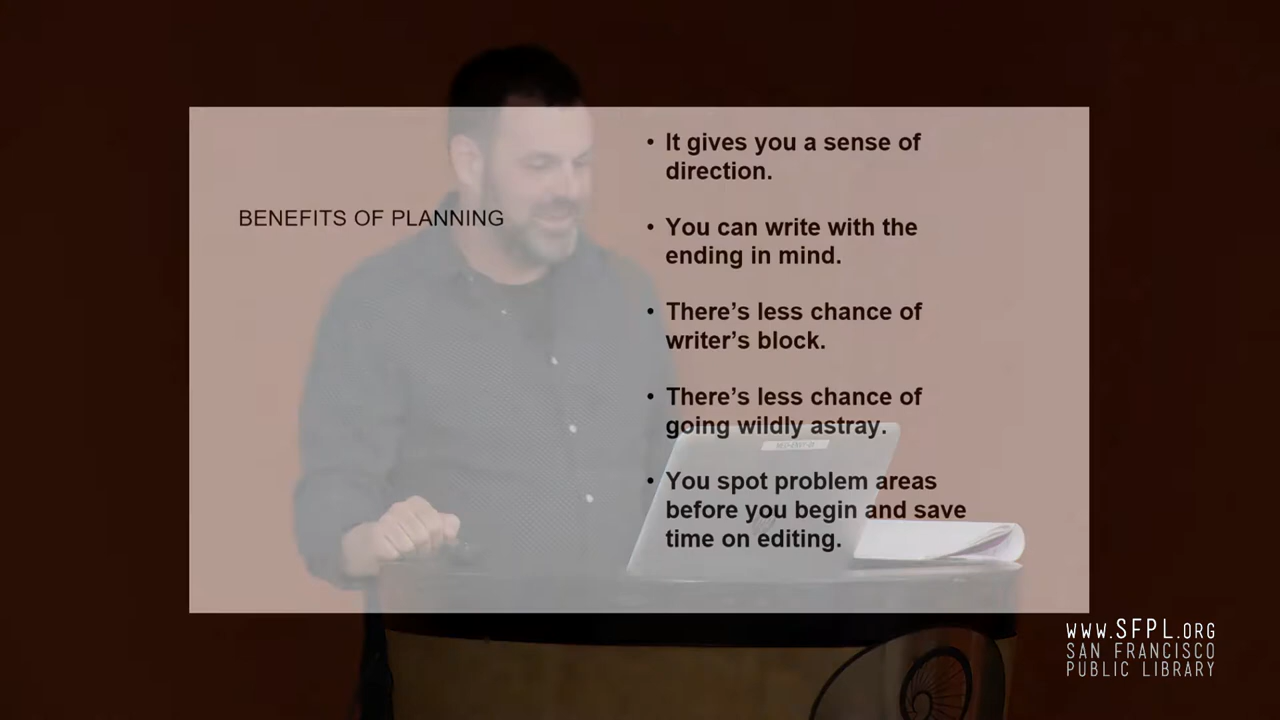 BENEFITS OF PLANNING
• It gives you a sense of
direction.
• You can write with the
ending in mind.
• There's less chance of
writer's block.
• There's less chance of
going wildly astray.
• You spot problem areas
before you begin and save
time on editing.
WWW.SFPL.ORG
SAN FRANCISCO
PUBLIC LIBRARY